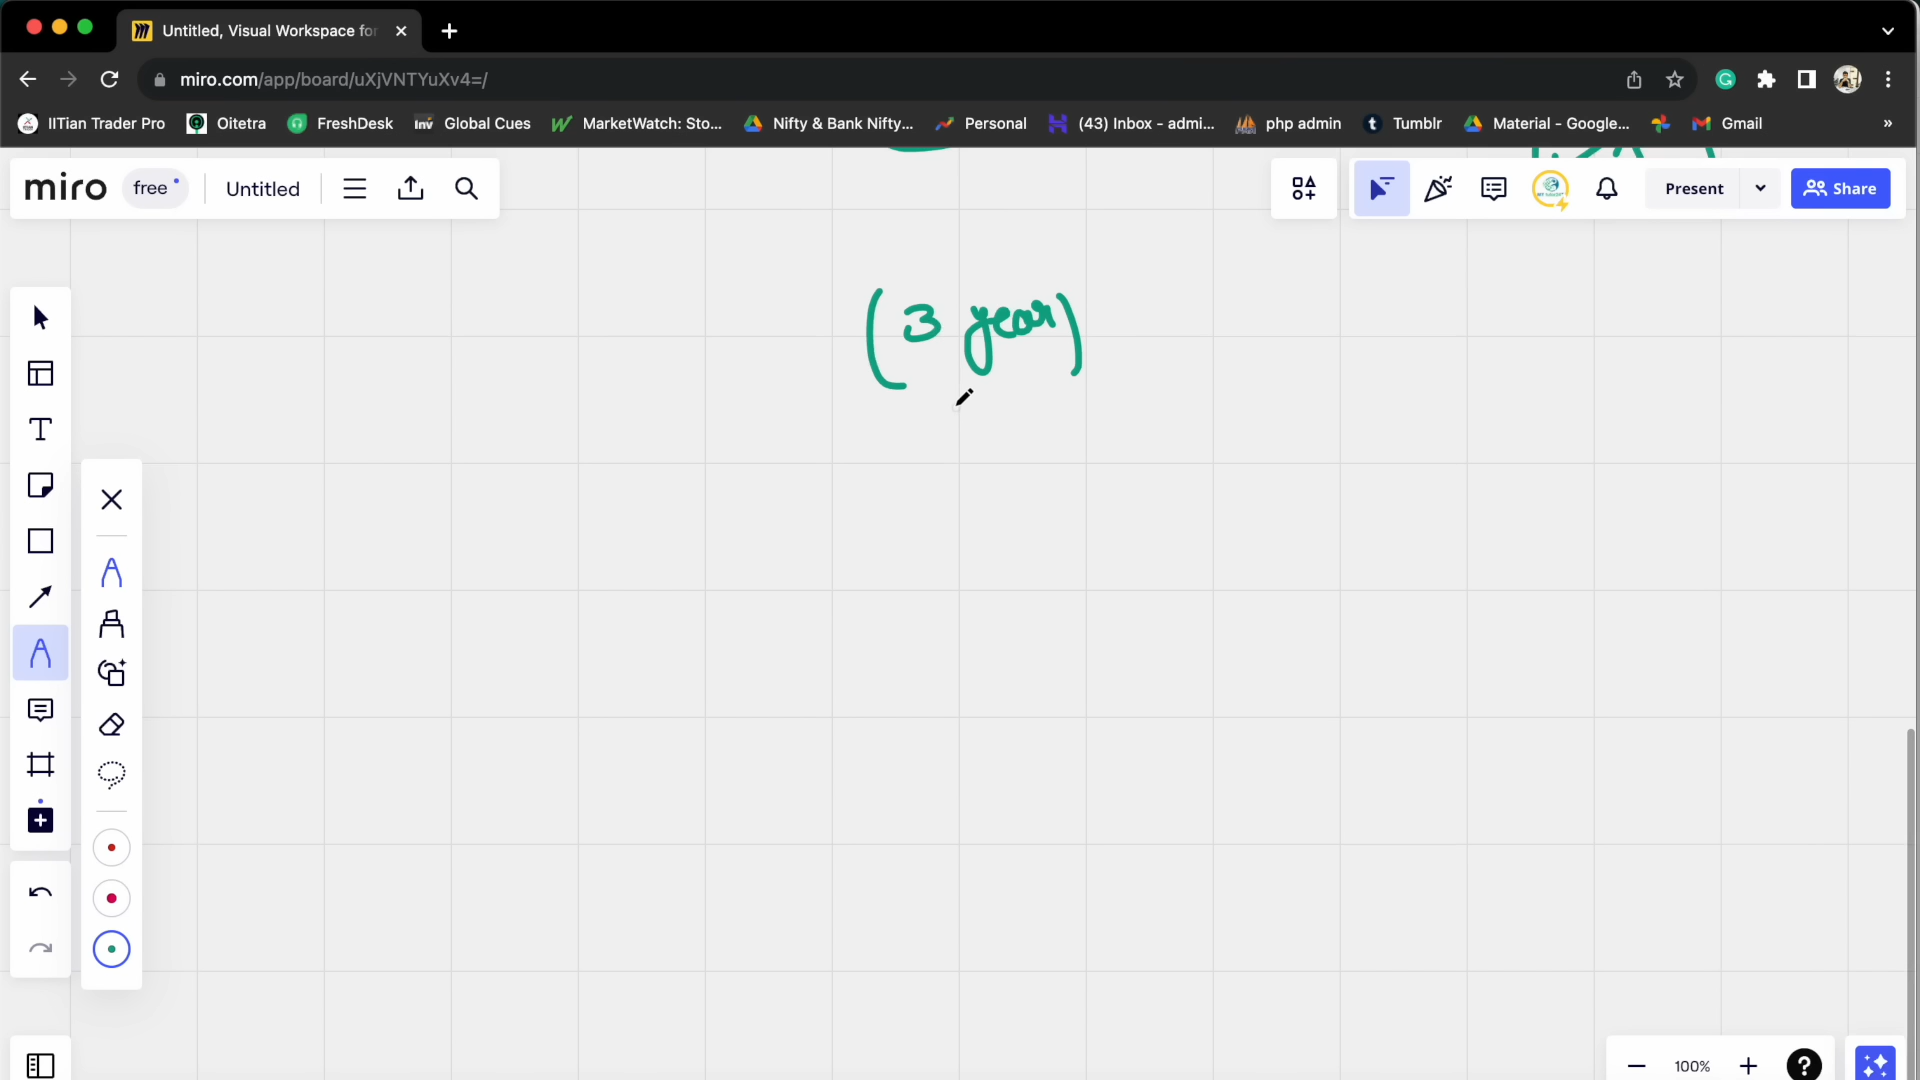 Untitled, Visual Workspace for
miro.com/app/board/uXjVNTYuXv4=/
IITian Trader Pro Oitetra FreshDesk Inv Global Cues MarketWatch: Sto... Nifty & Bank Nifty... Personal (43) Inbox - admi... php admin t Tumblr Material - Google... Gmail »
miro free Untitled Present Share
(3 year)
100% ?